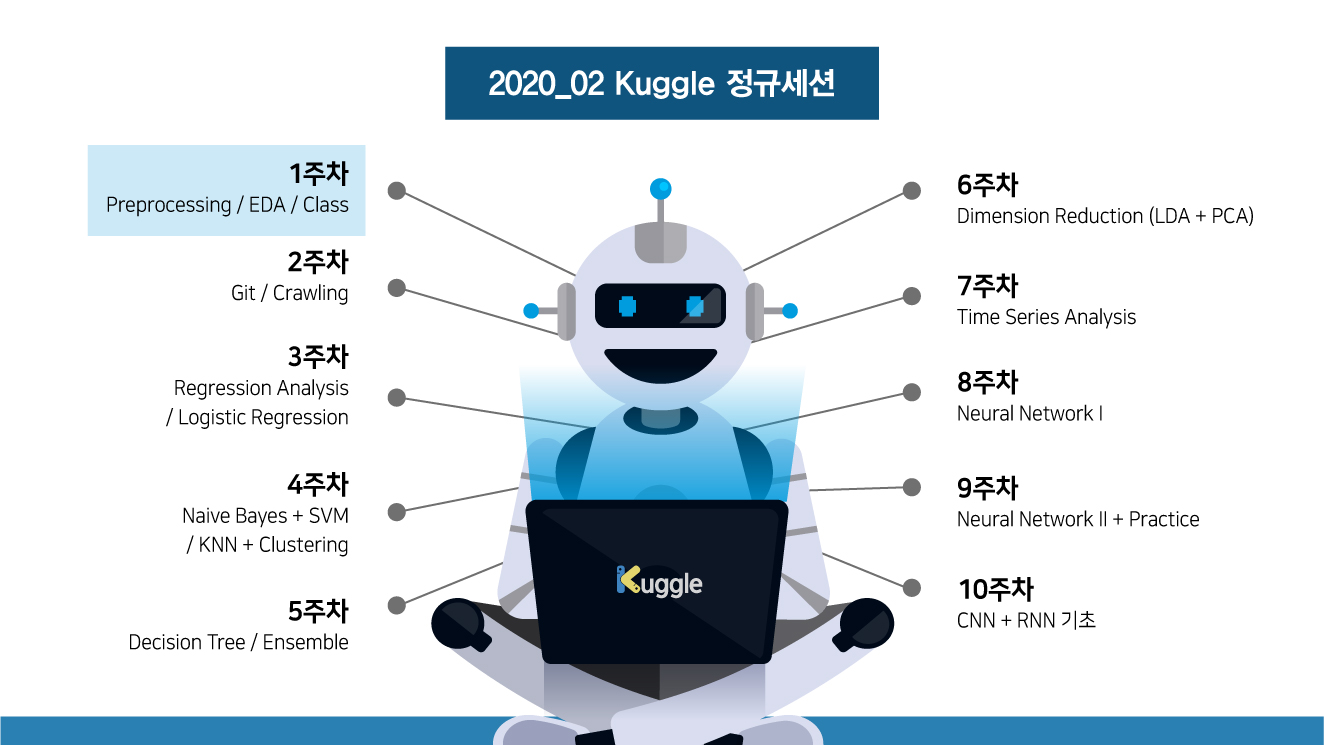 2020_02 Kuggle 정규세션
1주차
Preprocessing / EDA / Class
2주차
Git / Crawling
3주차
Regression Analysis
/ Logistic Regression
4주차
Naive Bayes + SVM
/ KNN + Clustering
5주차
Decision Tree / Ensemble
6주차
Dimension Reduction (LDA + PCA)
7주차
Time Series Analysis
8주차
Neural Network I
9주차
Neural Network II + Practice
10주차
CNN + RNN 기초
Kuggle